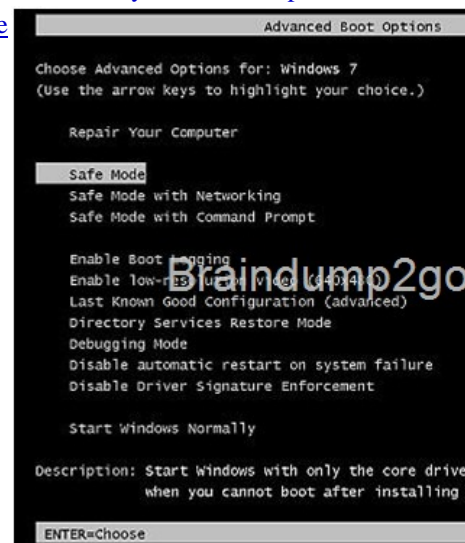 e
Advanced Boot Options
Choose Advanced Options for: Windows 7
(Use the arrow keys to highlight your choice.)
Repair Your Computer
Safe Mode
Safe Mode with Networking
Safe Mode with Command Prompt
Enable Boot Logging
Enable low-resolution video (640x480)
Braindump2go
Last Known Good Configuration (advanced)
Directory Services Restore Mode
Debugging Mode
Disable automatic restart on system failure
Disable Driver Signature Enforcement
Start Windows Normally
Description: Start Windows with only the core drive
when you cannot boot after installing
ENTER=Choose